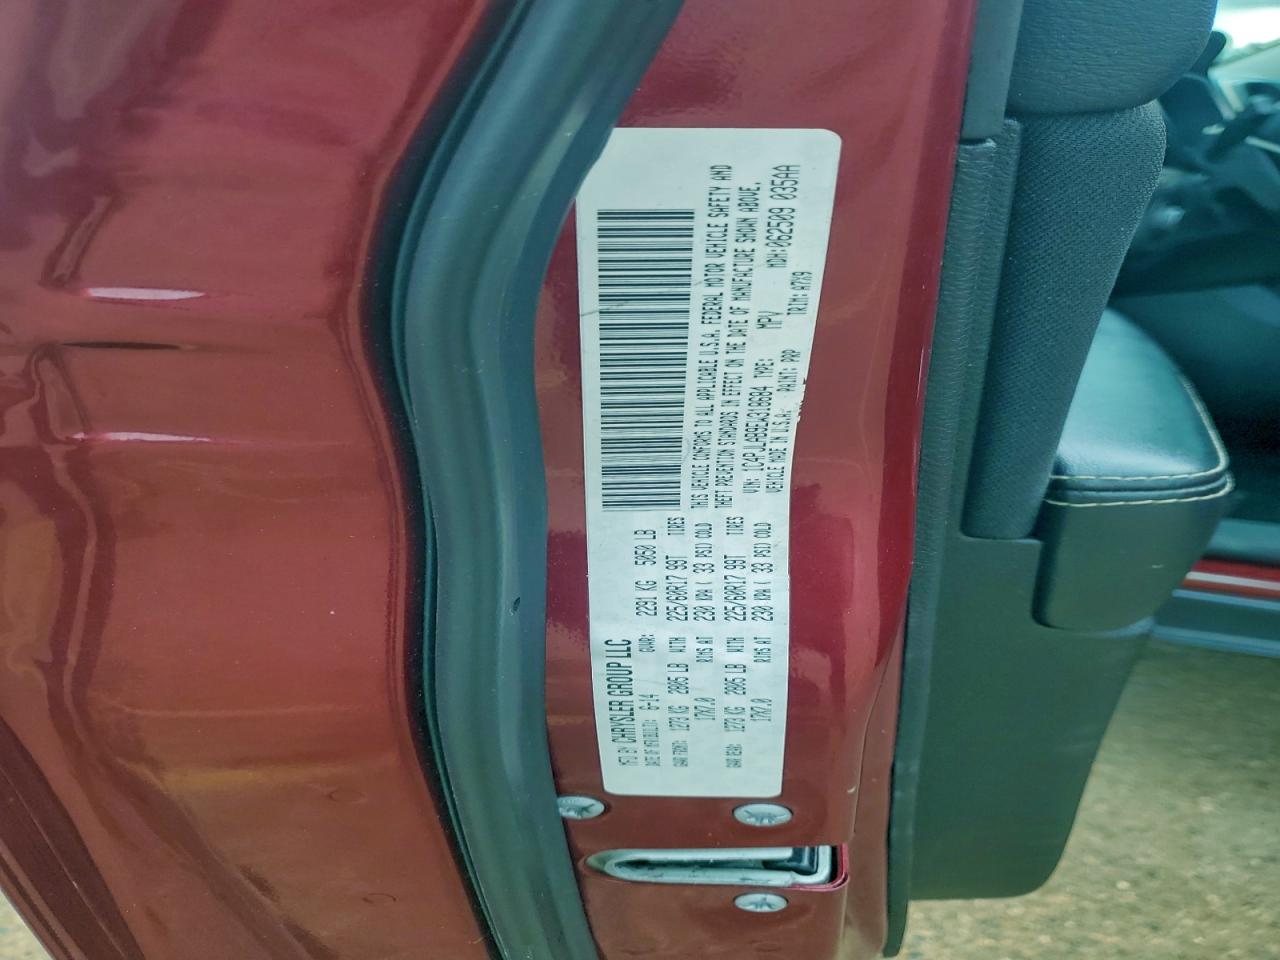 MFD BY CHRYSLER GROUP LLC
DATE OF MFR(BUILT): 6-14 GVWR: 2291 KG 5050 LB
GAWR FRONT: 1273 KG 2805 LB WITH 225/60R17 99T TIRES
17X7.0 RIMS AT 230 KPA( 33 PSI) COLD
GAWR REAR: 1273 KG 2805 LB WITH 225/60R17 99T TIRES
17X7.0 RIMS AT 230 KPA( 33 PSI) COLD
THIS VEHICLE CONFORMS TO ALL APPLICABLE U.S.A. FEDERAL MOTOR VEHICLE SAFETY AND
THEFT PREVENTION STANDARDS IN EFFECT ON THE DATE OF MANUFACTURE SHOWN ABOVE.
VIN: 1C4PJLAB9EA318684 TYPE: MPV MDH:062509 035AA
VEHICLE MADE IN U.S.A: PAINT: PRP TRIM: A7X9